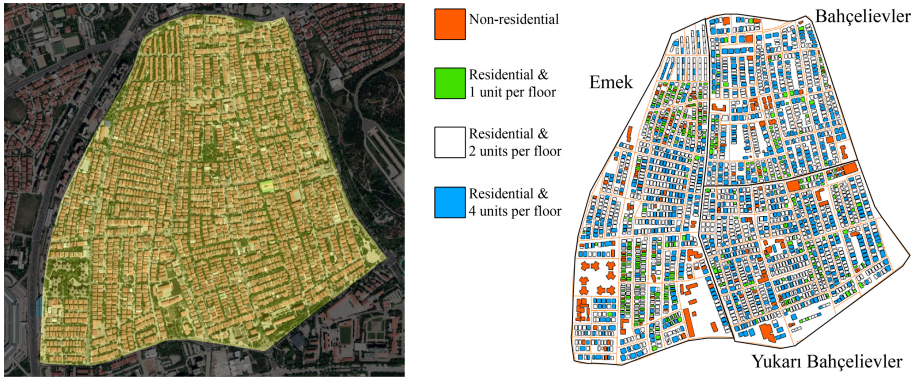 Non-residential
Residential &
1 unit per floor
Residential &
2 units per floor
Residential &
4 units per floor
Bahçelievler
Emek
Yukarı Bahçelievler